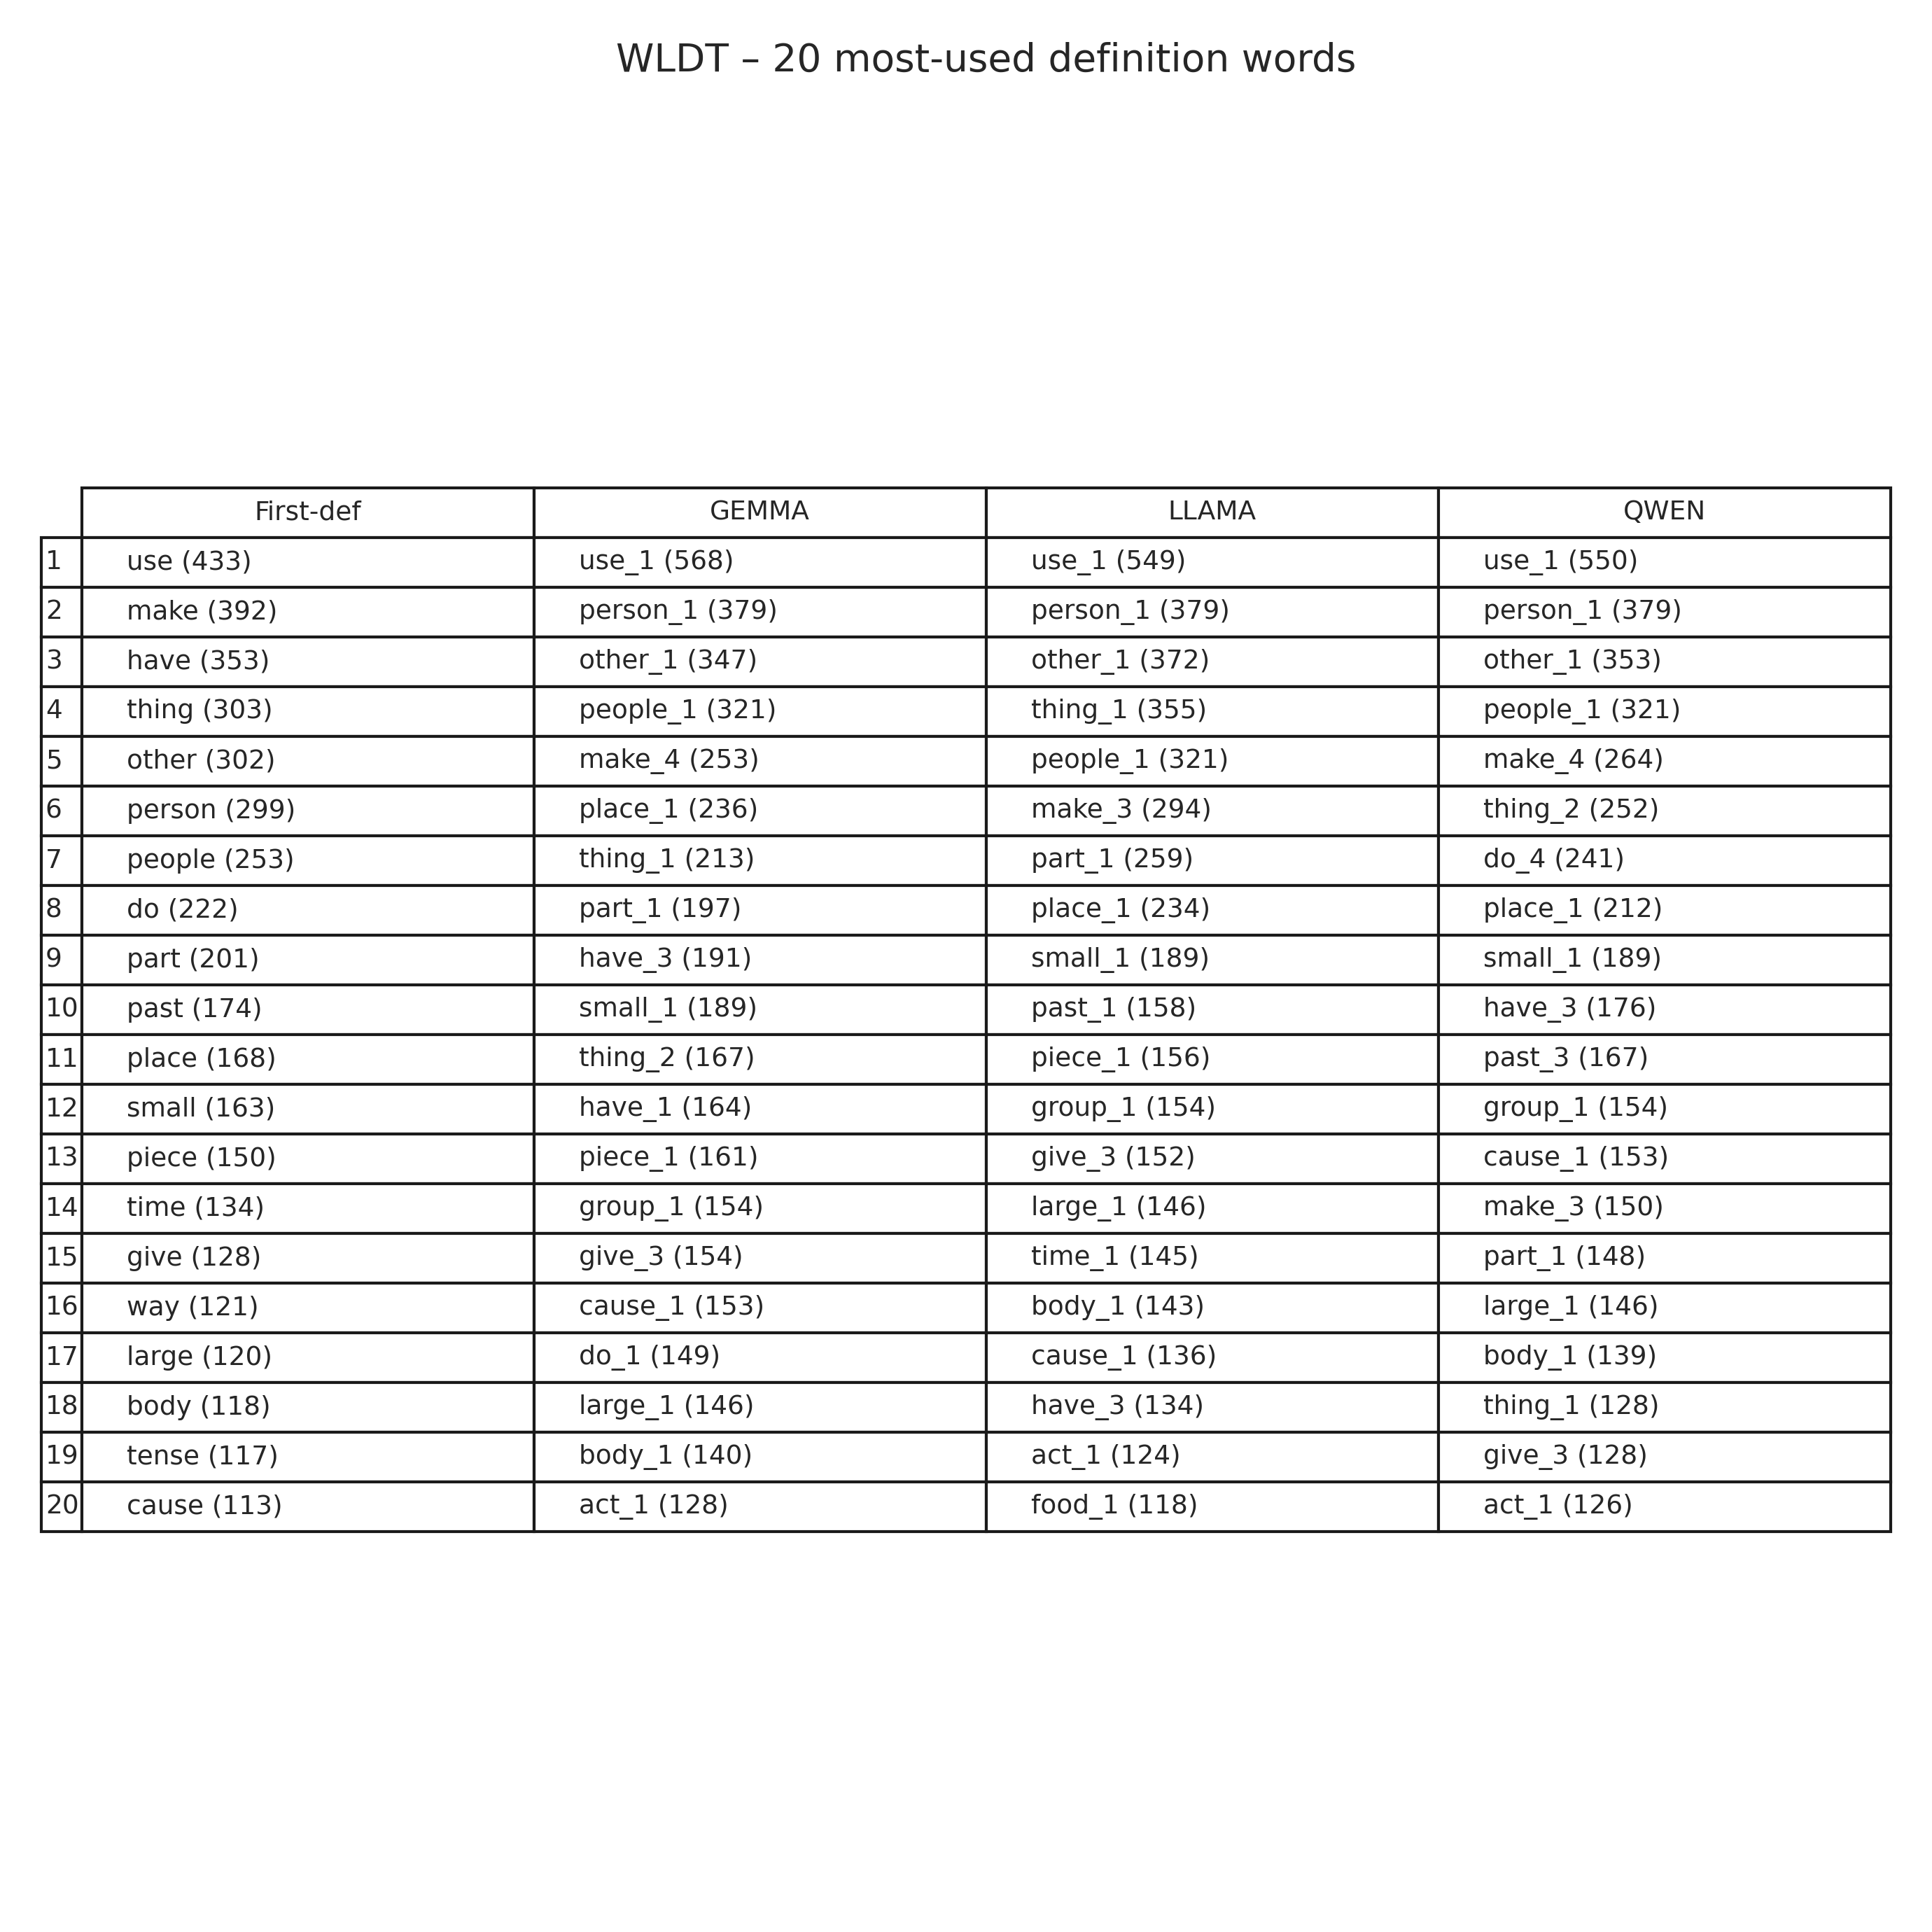 WLDT – 20 most-used definition words
First-def GEMMA LLAMA QWEN
1 use (433) use_1 (568) use_1 (549) use_1 (550)
2 make (392) person_1 (379) person_1 (379) person_1 (379)
3 have (353) other_1 (347) other_1 (372) other_1 (353)
4 thing (303) people_1 (321) thing_1 (355) people_1 (321)
5 other (302) make_4 (253) people_1 (321) make_4 (264)
6 person (299) place_1 (236) make_3 (294) thing_2 (252)
7 people (253) thing_1 (213) part_1 (259) do_4 (241)
8 do (222) part_1 (197) place_1 (234) place_1 (212)
9 part (201) have_3 (191) small_1 (189) small_1 (189)
10 past (174) small_1 (189) past_1 (158) have_3 (176)
11 place (168) thing_2 (167) piece_1 (156) past_3 (167)
12 small (163) have_1 (164) group_1 (154) group_1 (154)
13 piece (150) piece_1 (161) give_3 (152) cause_1 (153)
14 time (134) group_1 (154) large_1 (146) make_3 (150)
15 give (128) give_3 (154) time_1 (145) part_1 (148)
16 way (121) cause_1 (153) body_1 (143) large_1 (146)
17 large (120) do_1 (149) cause_1 (136) body_1 (139)
18 body (118) large_1 (146) have_3 (134) thing_1 (128)
19 tense (117) body_1 (140) act_1 (124) give_3 (128)
20 cause (113) act_1 (128) food_1 (118) act_1 (126)